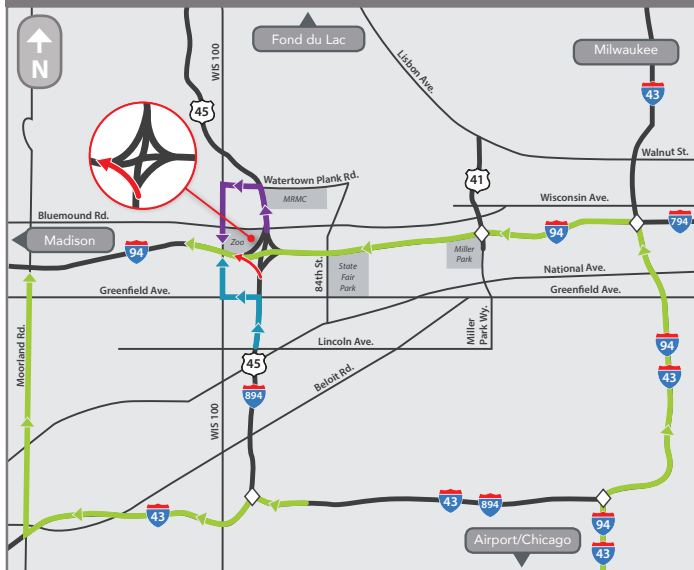 N
Fond du Lac
Milwaukee
WIS 100
Lisbon Ave.
45
43
Walnut St.
41
Watertown Plank Rd.
MRMC
Wisconsin Ave.
Bluemound Rd.
794
Madison
Zoo
94
94
94
Miller
Park
84th St.
State
Fair
Park
National Ave.
Greenfield Ave.
Greenfield Ave.
Moorland Rd.
Miller
Park Wy.
Lincoln Ave.
94
45
Beloit Rd.
43
894
WIS 100
43
43
894
94
Airport/Chicago
43